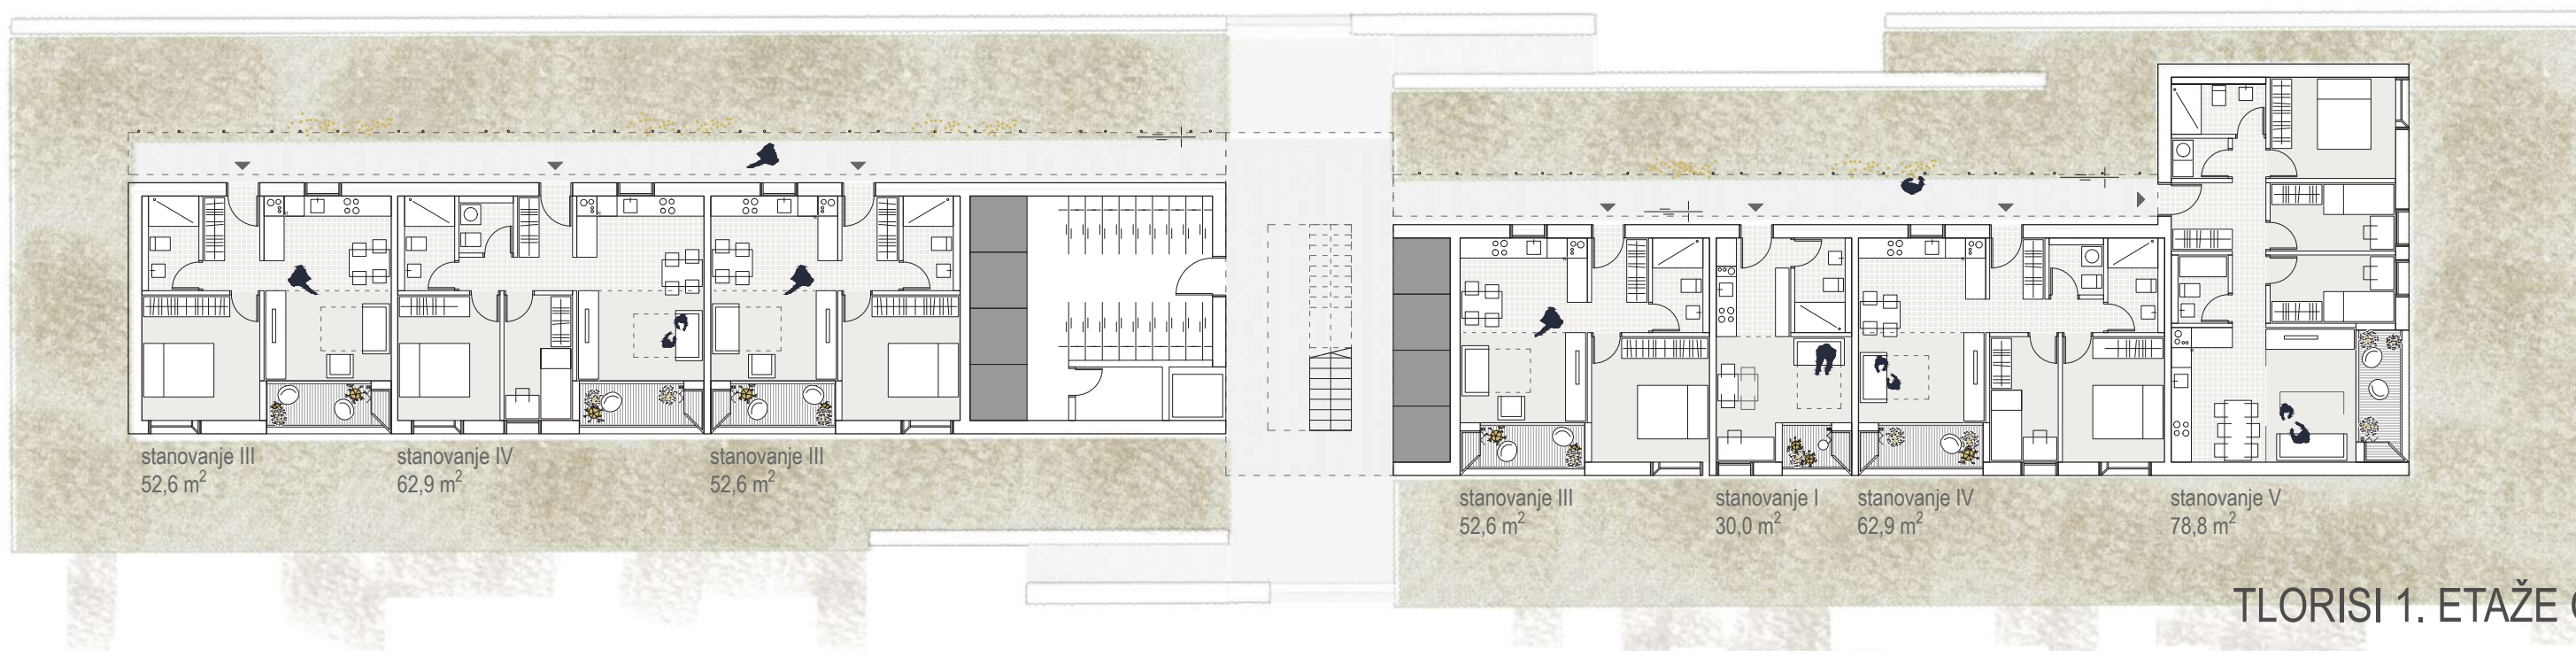 stanovanje III
52,6 m²
stanovanje IV
62,9 m²
stanovanje III
52,6 m²
stanovanje III
52,6 m²
stanovanje I
30,0 m²
stanovanje IV
62,9 m²
stanovanje V
78,8 m²
TLORISI 1. ETAŽE